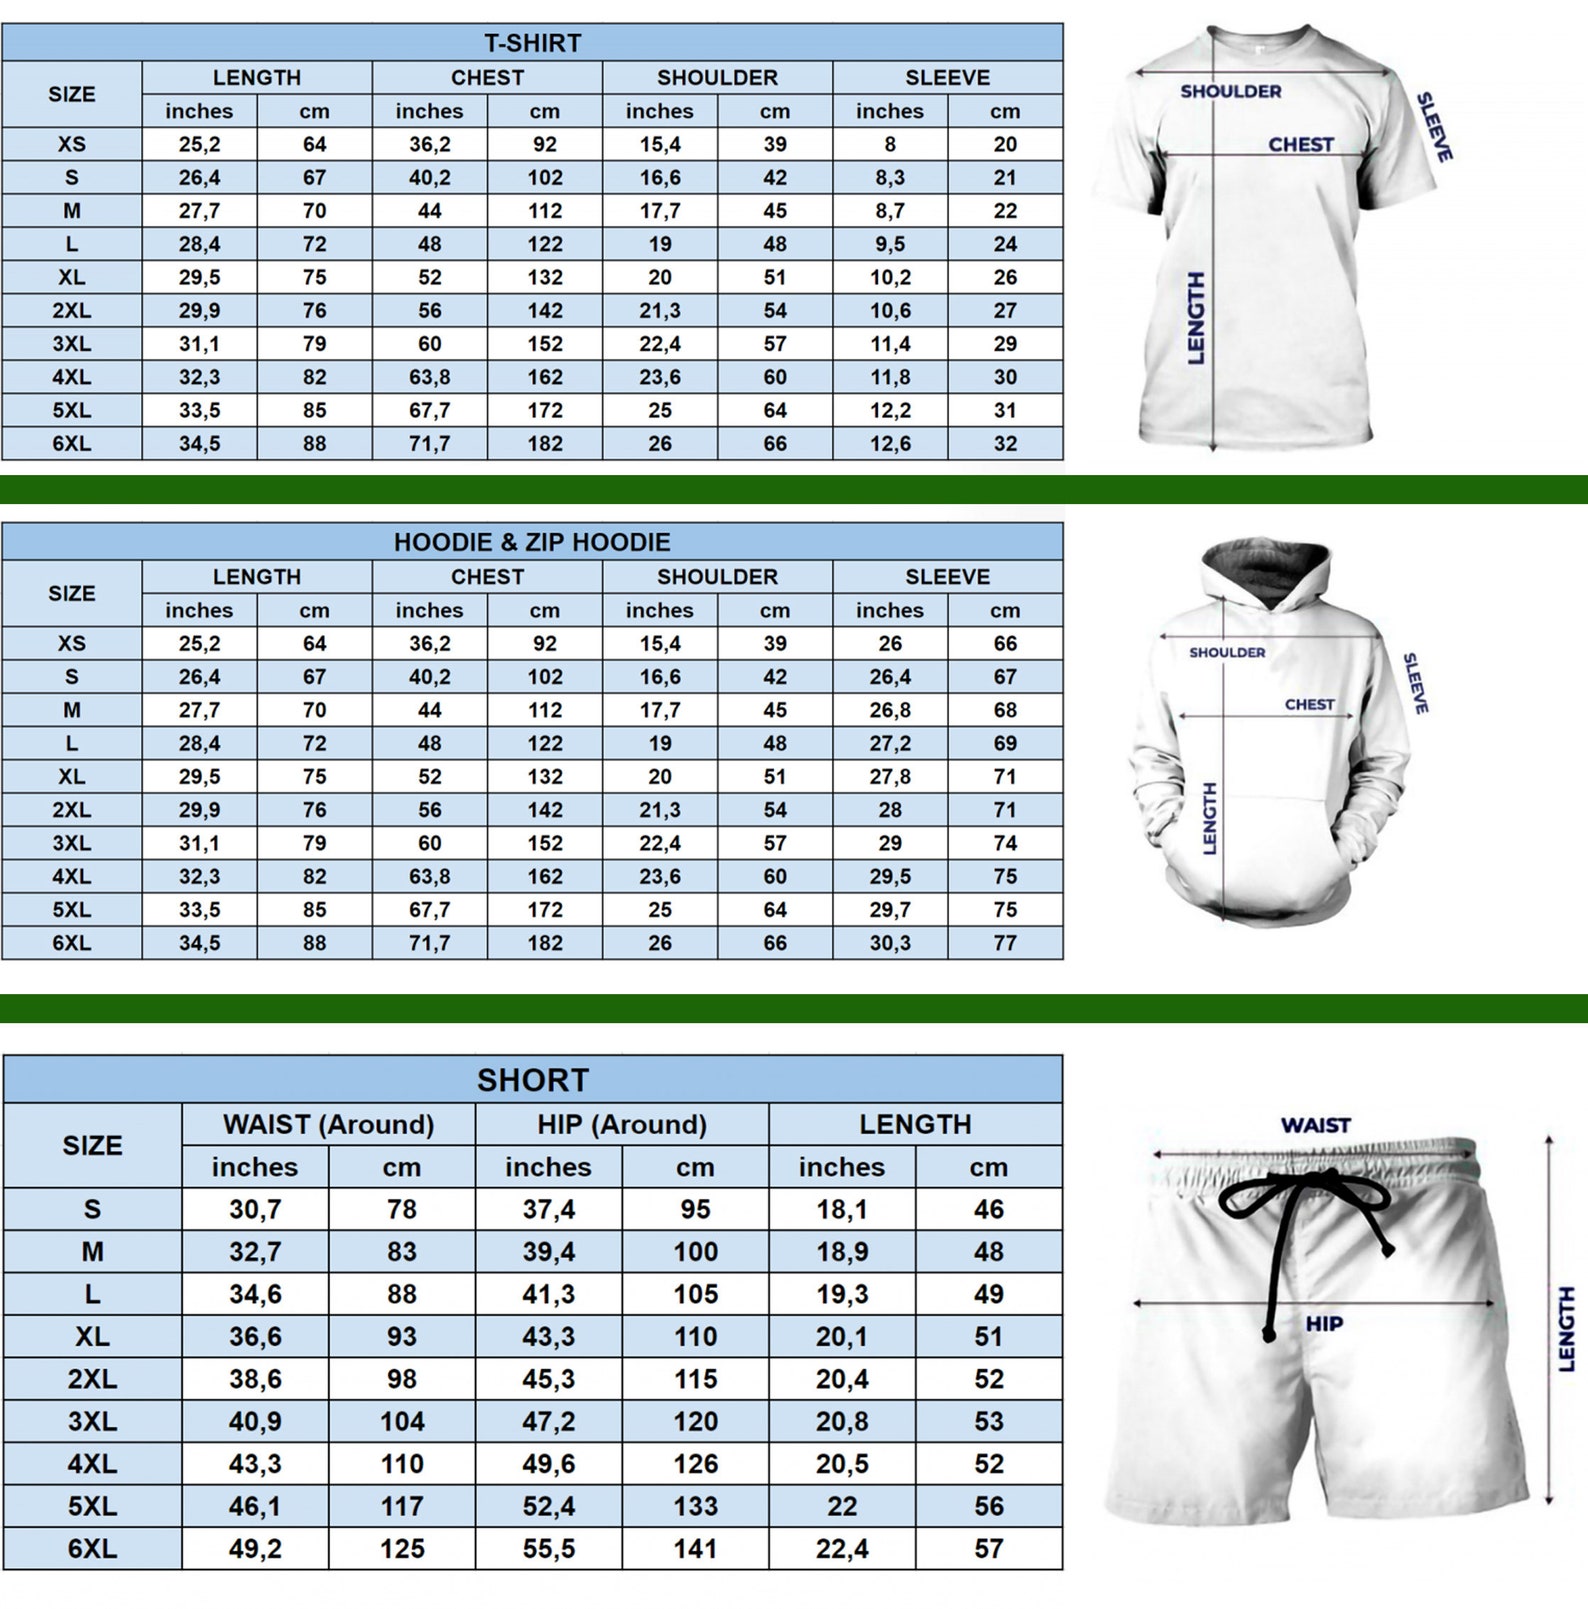 T-SHIRT
SIZE LENGTH CHEST SHOULDER SLEEVE
inches cm inches cm inches cm inches cm
XS 25,2 64 36,2 92 15,4 39 8 20
S 26,4 67 40,2 102 16,6 42 8,3 21
M 27,7 70 44 112 17,7 45 8,7 22
L 28,4 72 48 122 19 48 9,5 24
XL 29,5 75 52 132 20 51 10,2 26
2XL 29,9 76 56 142 21,3 54 10,6 27
3XL 31,1 79 60 152 22,4 57 11,4 29
4XL 32,3 82 63,8 162 23,6 60 11,8 30
5XL 33,5 85 67,7 172 25 64 12,2 31
6XL 34,5 88 71,7 182 26 66 12,6 32
SHOULDER
SLEEVE
CHEST
LENGTH
HOODIE & ZIP HOODIE
SIZE LENGTH CHEST SHOULDER SLEEVE
inches cm inches cm inches cm inches cm
XS 25,2 64 36,2 92 15,4 39 26 66
S 26,4 67 40,2 102 16,6 42 26,4 67
M 27,7 70 44 112 17,7 45 26,8 68
L 28,4 72 48 122 19 48 27,2 69
XL 29,5 75 52 132 20 51 27,8 71
2XL 29,9 76 56 142 21,3 54 28 71
3XL 31,1 79 60 152 22,4 57 29 74
4XL 32,3 82 63,8 162 23,6 60 29,5 75
5XL 33,5 85 67,7 172 25 64 29,7 75
6XL 34,5 88 71,7 182 26 66 30,3 77
SHOULDER
SLEEVE
CHEST
LENGTH
SHORT
SIZE WAIST (Around) HIP (Around) LENGTH
inches cm inches cm inches cm
S 30,7 78 37,4 95 18,1 46
M 32,7 83 39,4 100 18,9 48
L 34,6 88 41,3 105 19,3 49
XL 36,6 93 43,3 110 20,1 51
2XL 38,6 98 45,3 115 20,4 52
3XL 40,9 104 47,2 120 20,8 53
4XL 43,3 110 49,6 126 20,5 52
5XL 46,1 117 52,4 133 22 56
6XL 49,2 125 55,5 141 22,4 57
WAIST
HIP
LENGTH